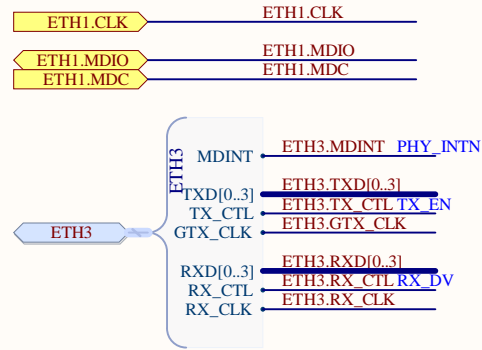 ETH1.CLK ETH1.CLK
ETH1.MDIO ETH1.MDIO
ETH1.MDC ETH1.MDC
ETH3
MDINT ETH3.MDINT PHY_INTN
TXD[0..3] ETH3.TXD[0..3]
TX_CTL ETH3.TX_CTL TX_EN
ETH3 GTX_CLK ETH3.GTX_CLK
RXD[0..3] ETH3.RXD[0..3]
RX_CTL ETH3.RX_CTL RX_DV
RX_CLK ETH3.RX_CLK